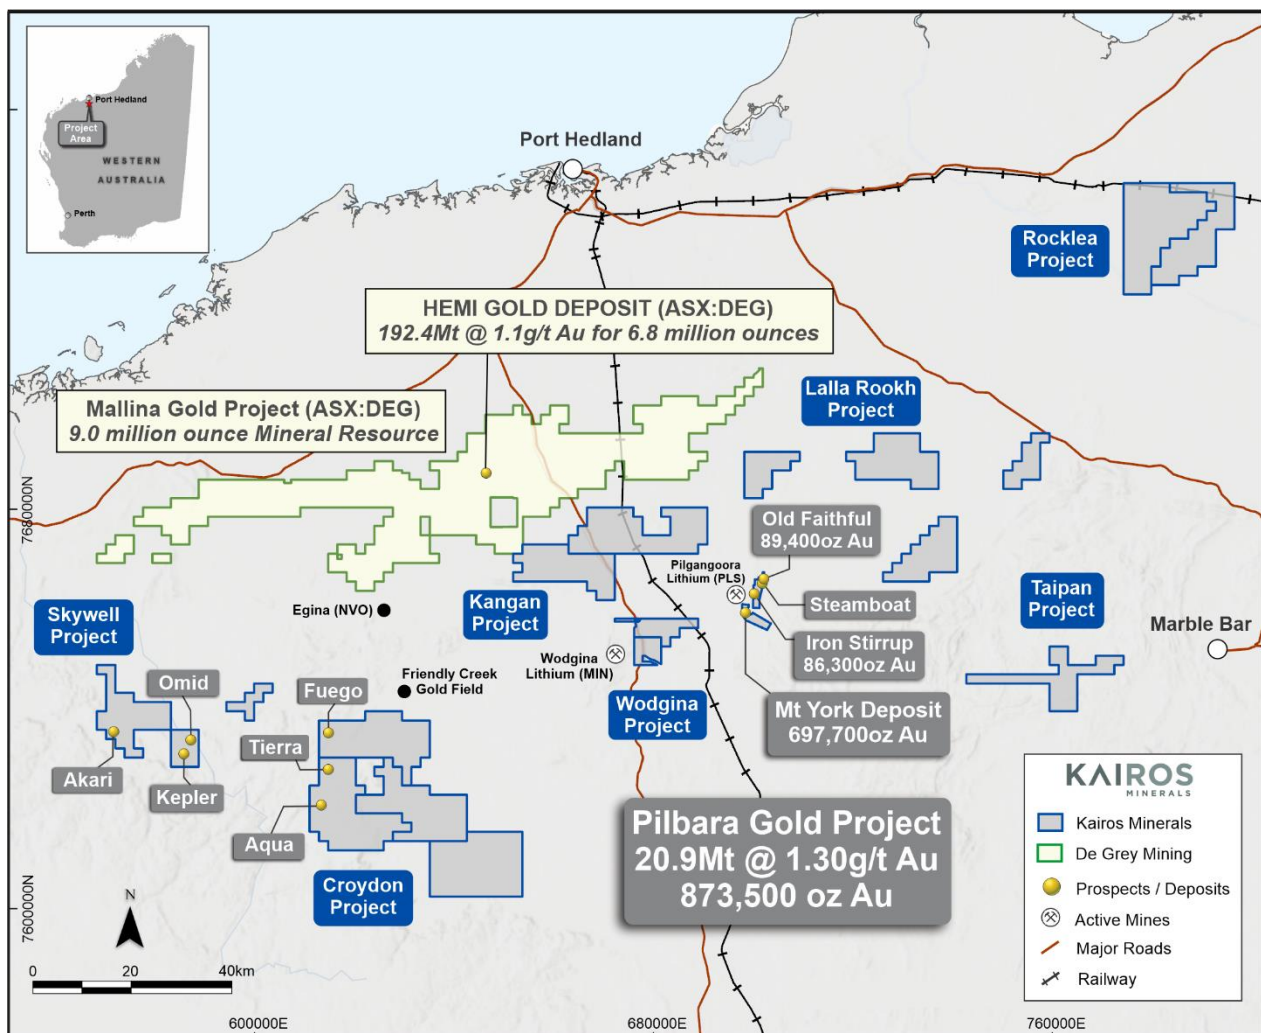 Port Hedland
Project
Area
WESTERN
AUSTRALIA
Perth
Port Hedland
Rocklea
Project
HEMI GOLD DEPOSIT (ASX:DEG)
192.4Mt @ 1.1g/t Au for 6.8 million ounces
Mallina Gold Project (ASX:DEG)
9.0 million ounce Mineral Resource
Lalla Rookh
Project
7680000N
Old Faithful
89,400oz Au
Pilgangoora
Lithium (PLS)
Steamboat
Iron Stirrup
86,300oz Au
Mt York Deposit
697,700oz Au
Taipan
Project
Marble Bar
Egina (NVO)
Kangan
Project
Skywell
Project
Wodgina
Lithium (MIN)
Wodgina
Project
Friendly Creek
Gold Field
Omid
Fuego
Tierra
Akari
Kepler
Aqua
Croydon
Project
Pilbara Gold Project
20.9Mt @ 1.30g/t Au
873,500 oz Au
7600000N
N
0 20 40km
KAIROS
MINERALS
Kairos Minerals
De Grey Mining
Prospects / Deposits
Active Mines
Major Roads
Railway
600000E
680000E
760000E